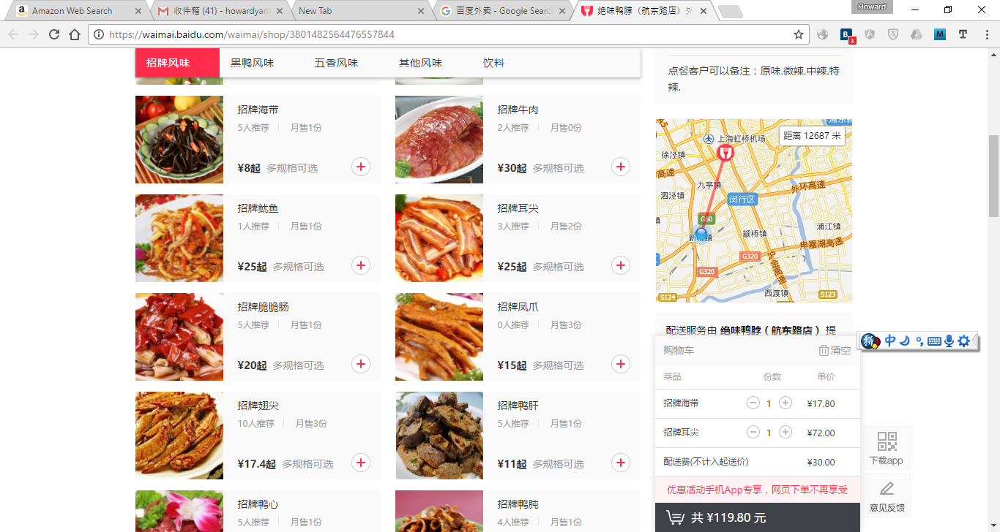 Amazon Web Search
收件箱 (41) - howardyan
New Tab
百度外卖 - Google Searc
绝味鸭脖（航东路店）外
Howard
https://waimai.baidu.com/waimai/shop/3801482564476557844
招牌风味 黑鸭风味 五香风味 其他风味 饮料
招牌海带
5人推荐 月售1份
¥8起 多规格可选
招牌牛肉
2人推荐 月售0份
¥30起 多规格可选
招牌鱿鱼
1人推荐 月售1份
¥25起 多规格可选
招牌耳尖
3人推荐 月售2份
¥25起 多规格可选
招牌脆脆肠
5人推荐 月售1份
¥20起 多规格可选
招牌凤爪
0人推荐 月售3份
¥15起 多规格可选
招牌翅尖
10人推荐 月售3份
¥17.4起 多规格可选
招牌鸭肝
5人推荐 月售1份
¥11起 多规格可选
招牌鸭心
5人推荐 月售1份
招牌鸭肫
4人推荐 月售1份
点餐客户可以备注：原味.微辣.中辣.特
辣.
距离 12687 米
上海虹桥机场
徐泾镇
高速
九亭镇
外环高速
泗泾镇
闵行区
G60
浦江镇
新桥镇
颛桥镇
申嘉湖高速
G320
沪金高速
G320
西渡镇
S123
S124
配送服务由 绝味鸭脖（航东路店） 提
购物车 清空
菜品 份数 单价
招牌海带 1 ¥17.80
招牌耳尖 1 ¥72.00
配送费(不计入起送价) ¥30.00
优惠活动手机App专享，网页下单不再享受
共 ¥119.80 元
拼 中
下载app
意见反馈